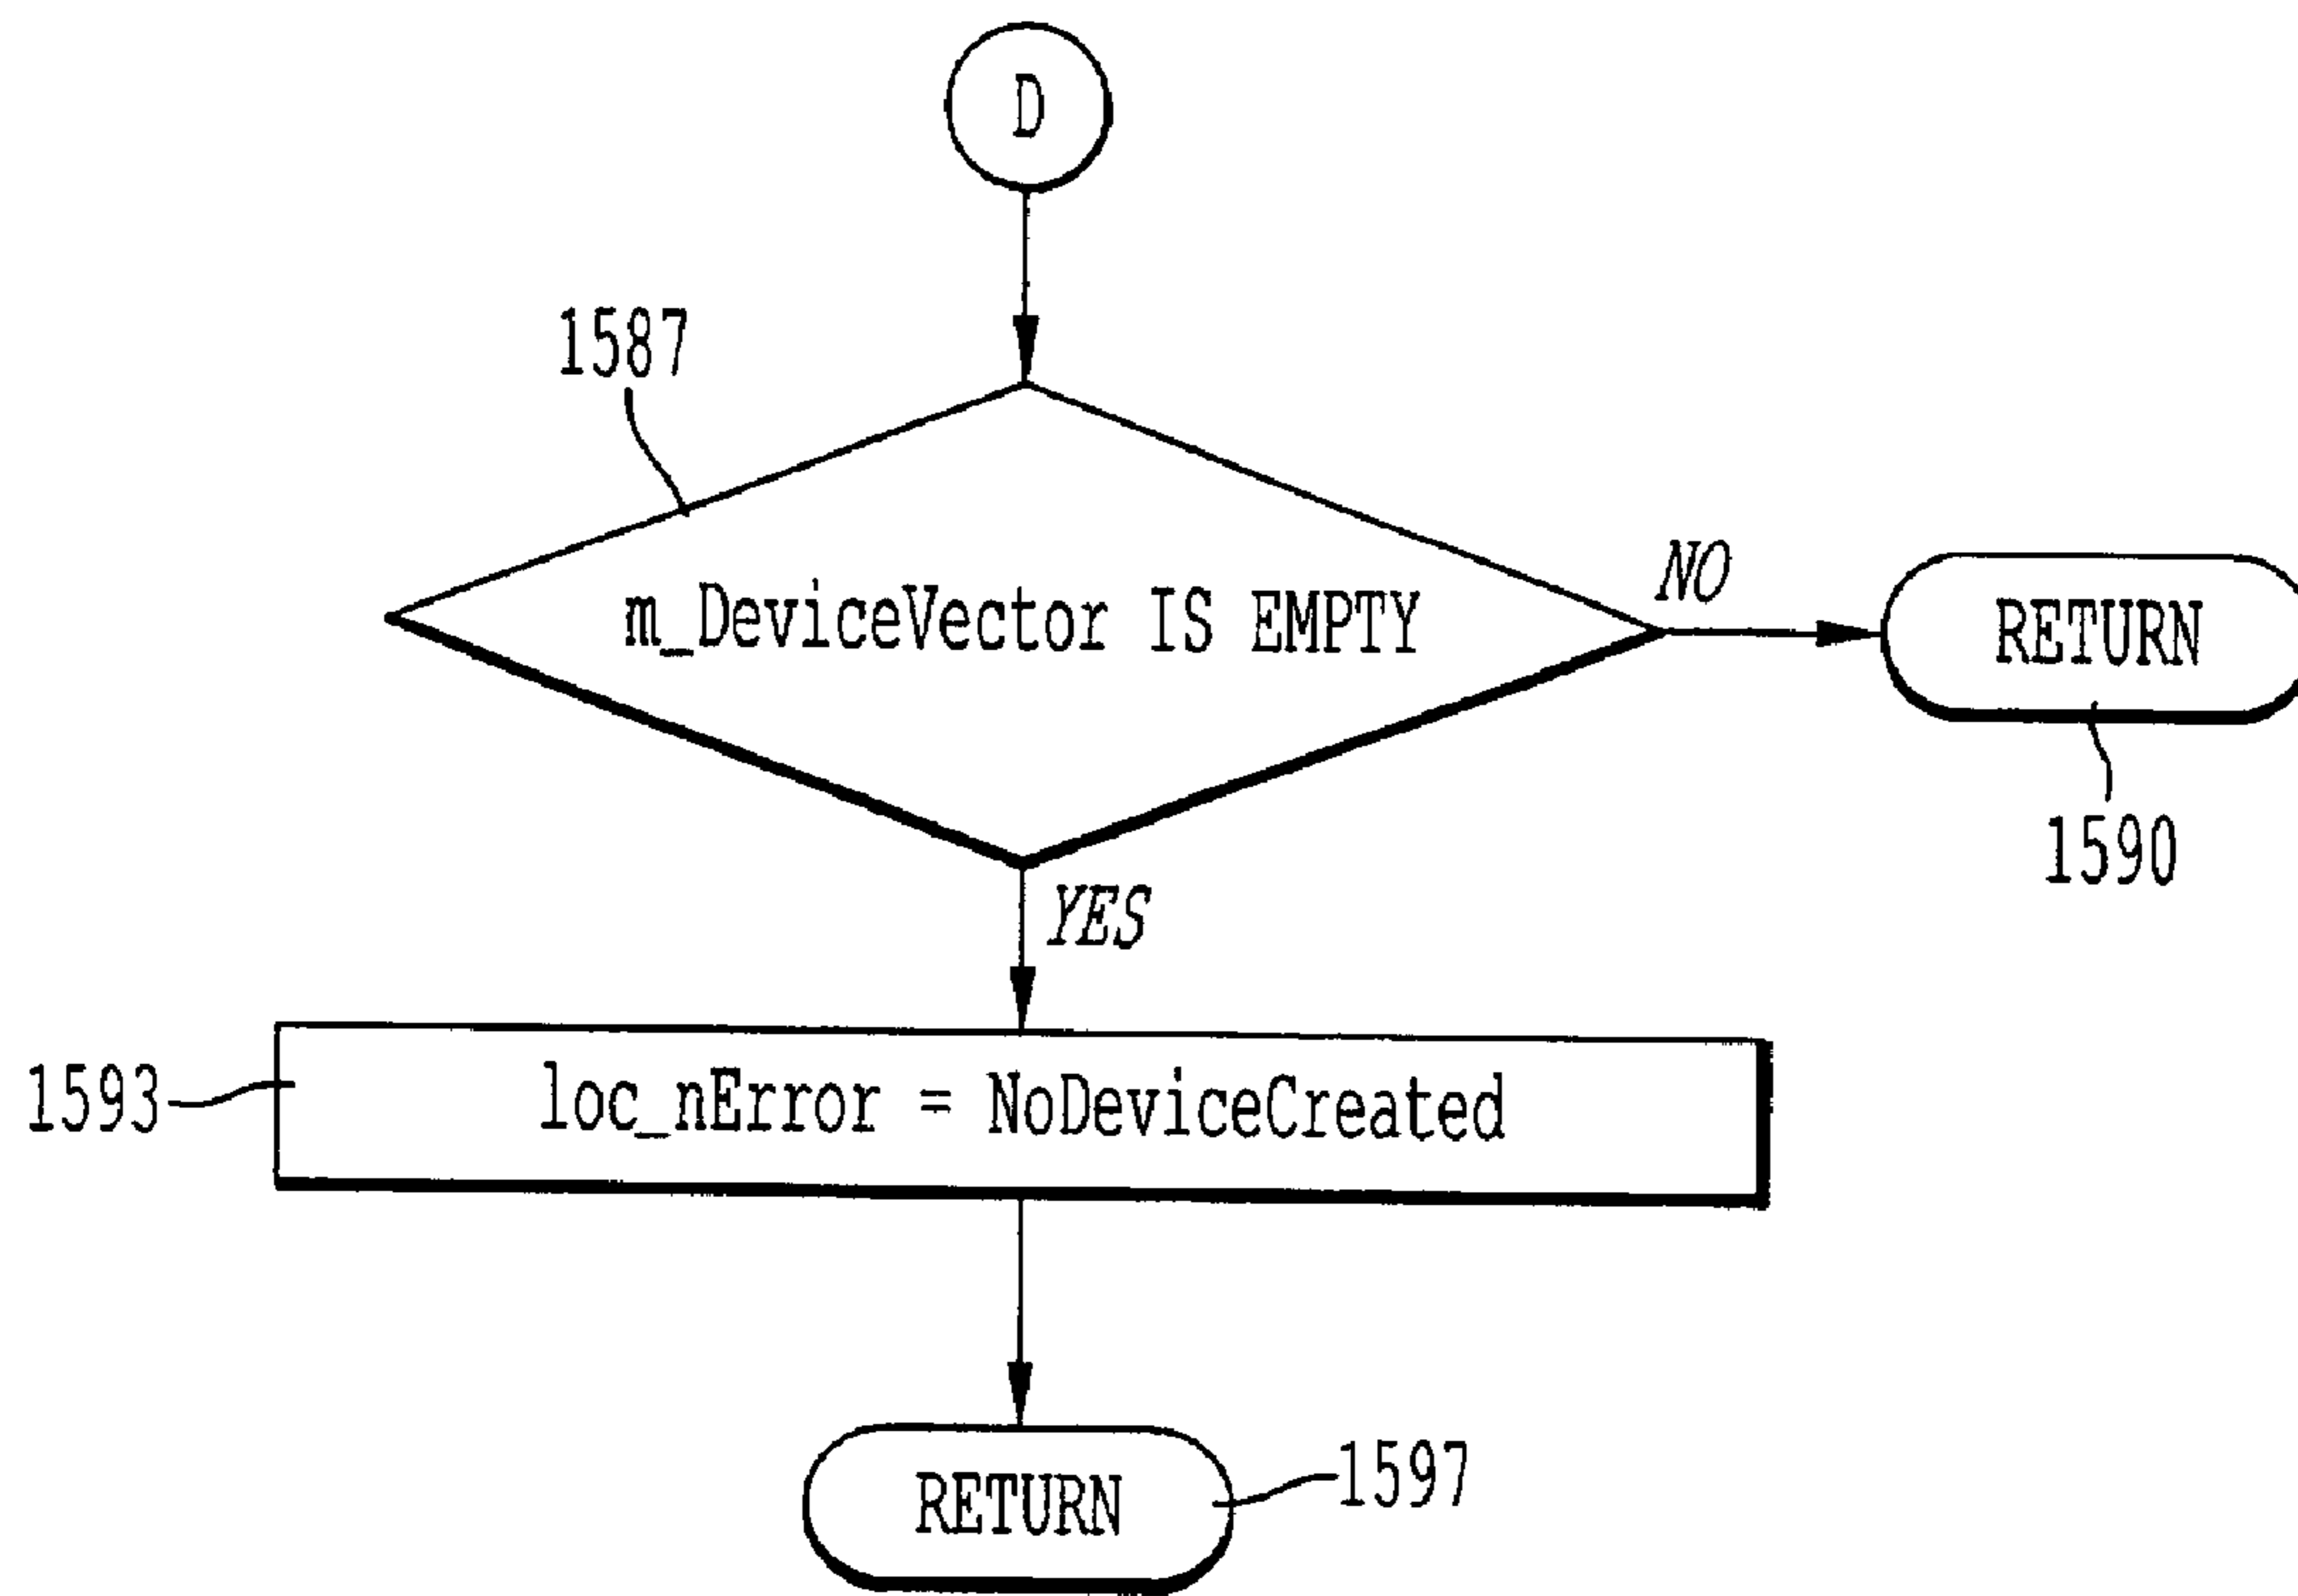 D
1587
m_DeviceVector IS EMPTY
NO
RETURN
1590
YES
1593
loc_nError = NoDeviceCreated
RETURN
1597